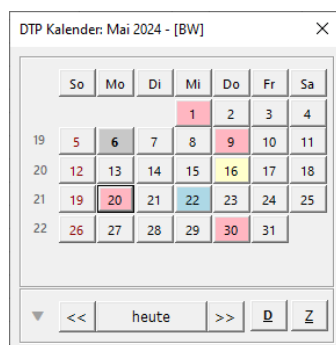 DTP Kalender: Mai 2024 - [BW]
So Mo Di Mi Do Fr Sa
1 2 3 4
19 5 6 7 8 9 10 11
20 12 13 14 15 16 17 18
21 19 20 21 22 23 24 25
22 26 27 28 29 30 31
<< heute >> D Z